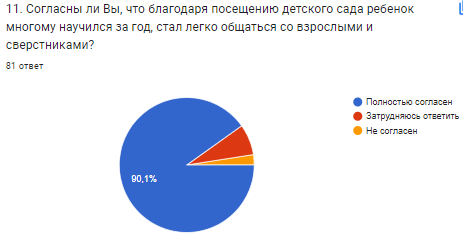 11. Согласны ли Вы, что благодаря посещению детского сада ребенок
многому научился за год, стал легко общаться со взрослыми и
сверстниками?
81 ответ
Полностью согласен
Затрудняюсь ответить
Не согласен
90,1%